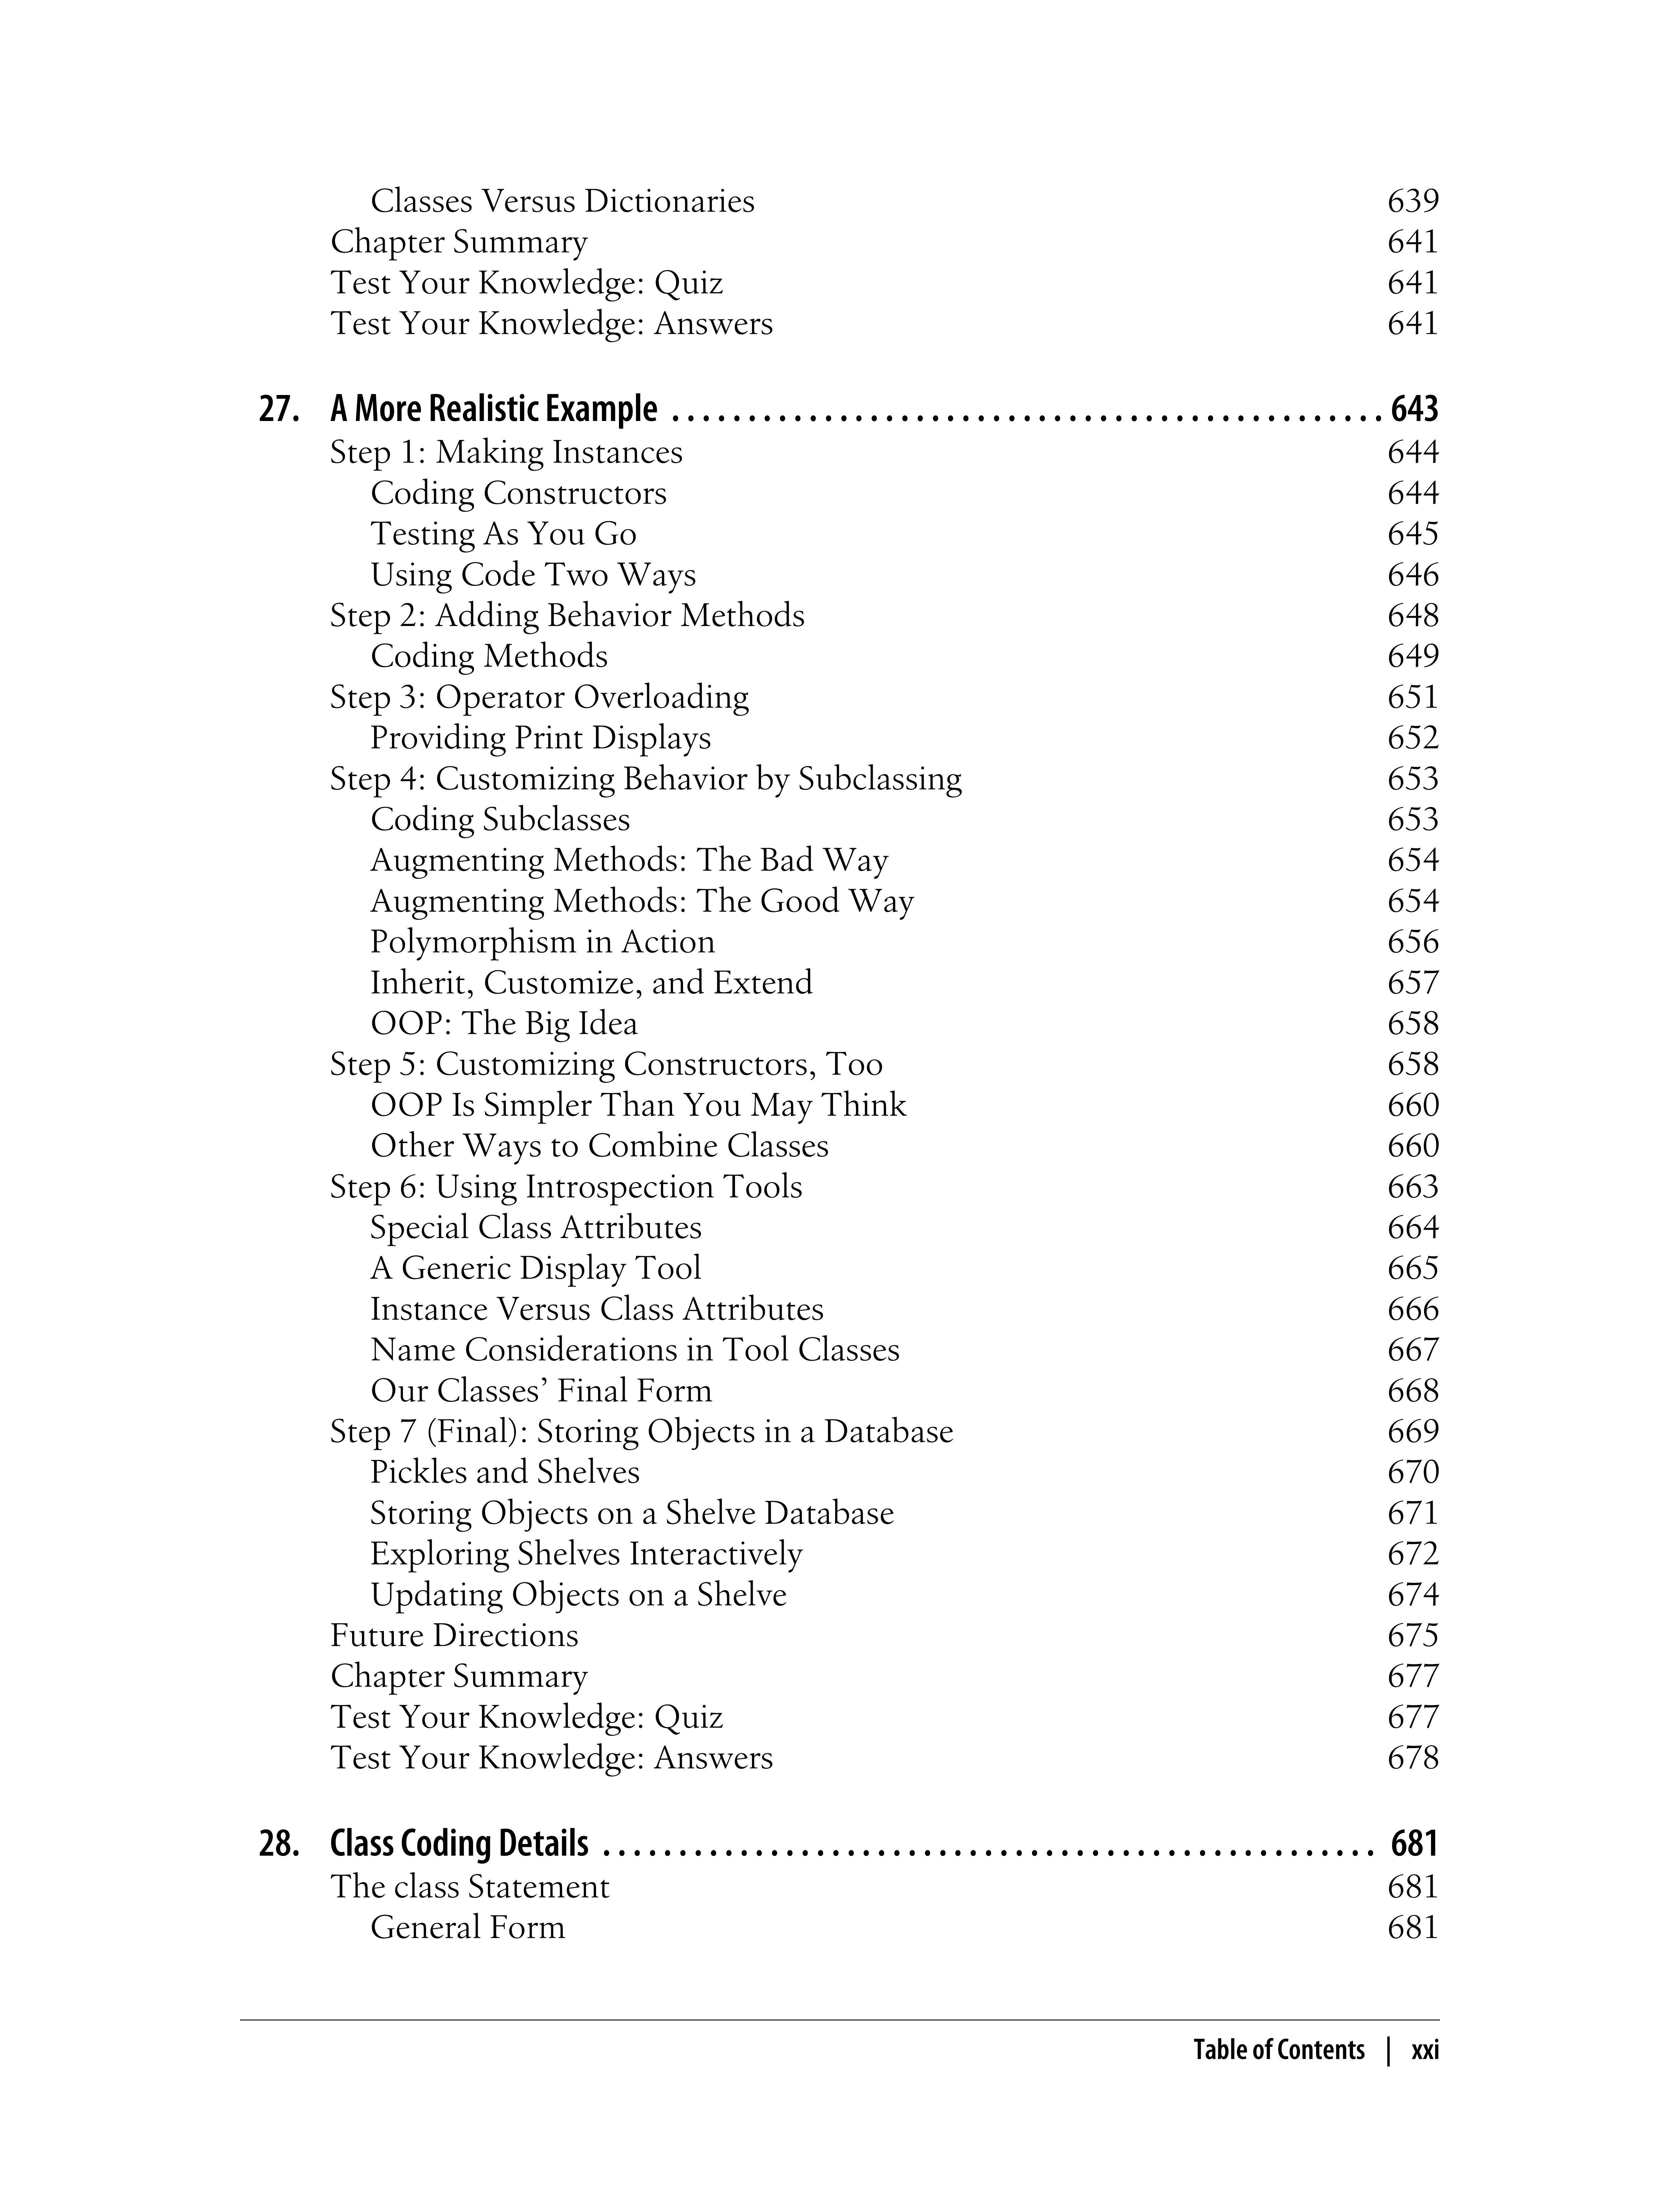 Classes Versus Dictionaries 639
Chapter Summary 641
Test Your Knowledge: Quiz 641
Test Your Knowledge: Answers 641
27. A More Realistic Example . . . . . . . . . . . . . . . . . . . . . . . . . . . . . . . . . . . . . . . . . . . . . . . 643
Step 1: Making Instances 644
Coding Constructors 644
Testing As You Go 645
Using Code Two Ways 646
Step 2: Adding Behavior Methods 648
Coding Methods 649
Step 3: Operator Overloading 651
Providing Print Displays 652
Step 4: Customizing Behavior by Subclassing 653
Coding Subclasses 653
Augmenting Methods: The Bad Way 654
Augmenting Methods: The Good Way 654
Polymorphism in Action 656
Inherit, Customize, and Extend 657
OOP: The Big Idea 658
Step 5: Customizing Constructors, Too 658
OOP Is Simpler Than You May Think 660
Other Ways to Combine Classes 660
Step 6: Using Introspection Tools 663
Special Class Attributes 664
A Generic Display Tool 665
Instance Versus Class Attributes 666
Name Considerations in Tool Classes 667
Our Classes’ Final Form 668
Step 7 (Final): Storing Objects in a Database 669
Pickles and Shelves 670
Storing Objects on a Shelve Database 671
Exploring Shelves Interactively 672
Updating Objects on a Shelve 674
Future Directions 675
Chapter Summary 677
Test Your Knowledge: Quiz 677
Test Your Knowledge: Answers 678
28. Class Coding Details . . . . . . . . . . . . . . . . . . . . . . . . . . . . . . . . . . . . . . . . . . . . . . . . . . . 681
The class Statement 681
General Form 681
Table of Contents | xxi